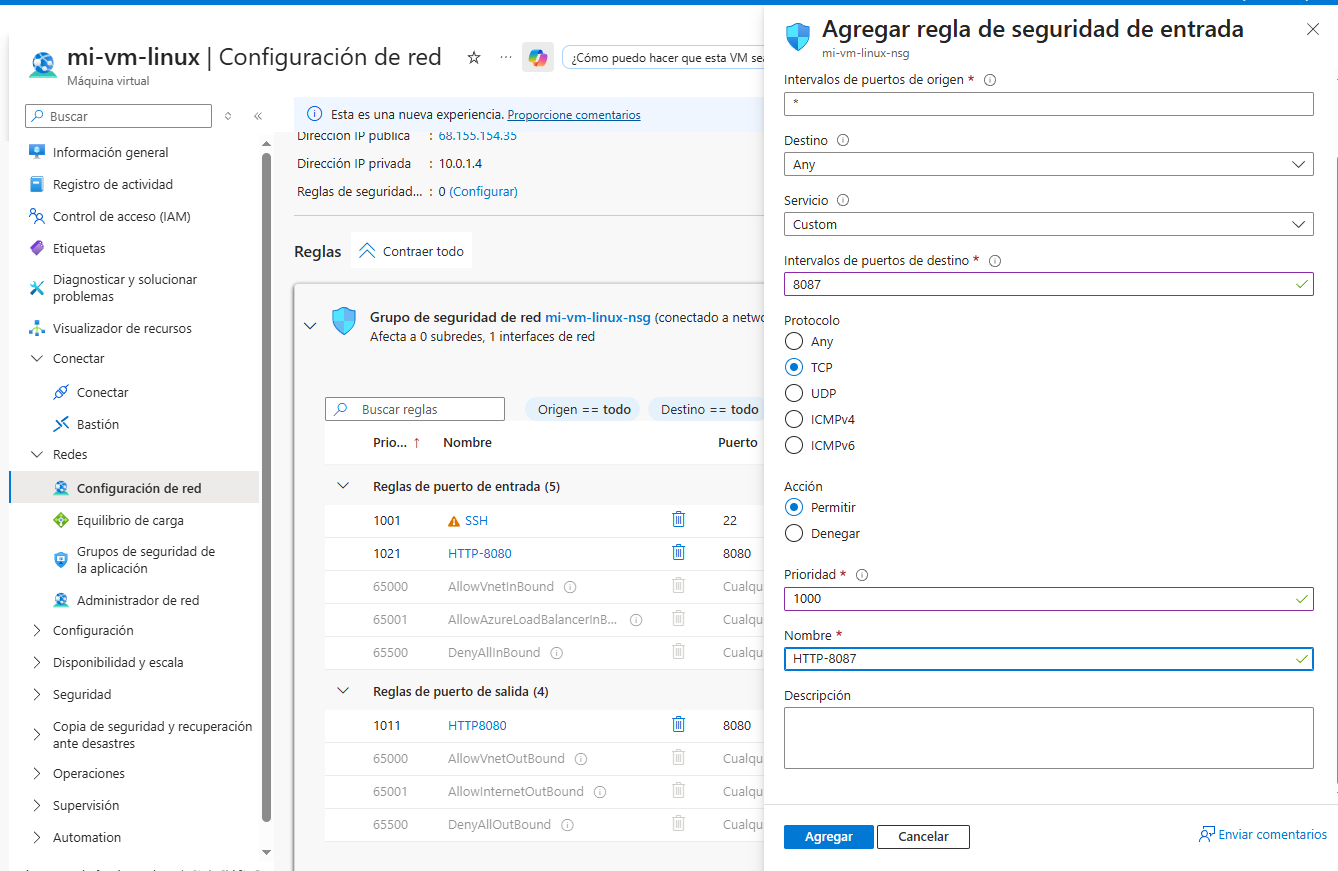 mi-vm-linux | Configuración de red
Máquina virtual
¿Cómo puedo hacer que esta VM sea
Buscar
Información general
Registro de actividad
Control de acceso (IAM)
Etiquetas
Diagnosticar y solucionar
problemas
Visualizador de recursos
Conectar
Conectar
Bastión
Redes
Configuración de red
Equilibrio de carga
Grupos de seguridad de
la aplicación
Administrador de red
Configuración
Disponibilidad y escala
Seguridad
Copia de seguridad y recuperación
ante desastres
Operaciones
Supervisión
Automation
Esta es una nueva experiencia. Proporcione comentarios
Dirección IP pública : 68.155.154.35
Dirección IP privada : 10.0.1.4
Reglas de seguridad... : 0 (Configurar)
Reglas Contraer todo
Grupo de seguridad de red mi-vm-linux-nsg (conectado a netwo
Afecta a 0 subredes, 1 interfaces de red
Buscar reglas Origen == todo Destino == todo
Prio... ↑ Nombre Puerto
Reglas de puerto de entrada (5)
1001 SSH 22
1021 HTTP-8080 8080
65000 AllowVnetInBound Cualqu
65001 AllowAzureLoadBalancerInB... Cualqu
65500 DenyAllInBound Cualqu
Reglas de puerto de salida (4)
1011 HTTP8080 8080
65000 AllowVnetOutBound Cualqu
65001 AllowInternetOutBound Cualqu
65500 DenyAllOutBound Cualqu
Agregar regla de seguridad de entrada
mi-vm-linux-nsg
Intervalos de puertos de origen *
*
Destino
Any
Servicio
Custom
Intervalos de puertos de destino *
8087
Protocolo
Any
TCP
UDP
ICMPv4
ICMPv6
Acción
Permitir
Denegar
Prioridad *
1000
Nombre *
HTTP-8087
Descripción
Agregar Cancelar Enviar comentarios